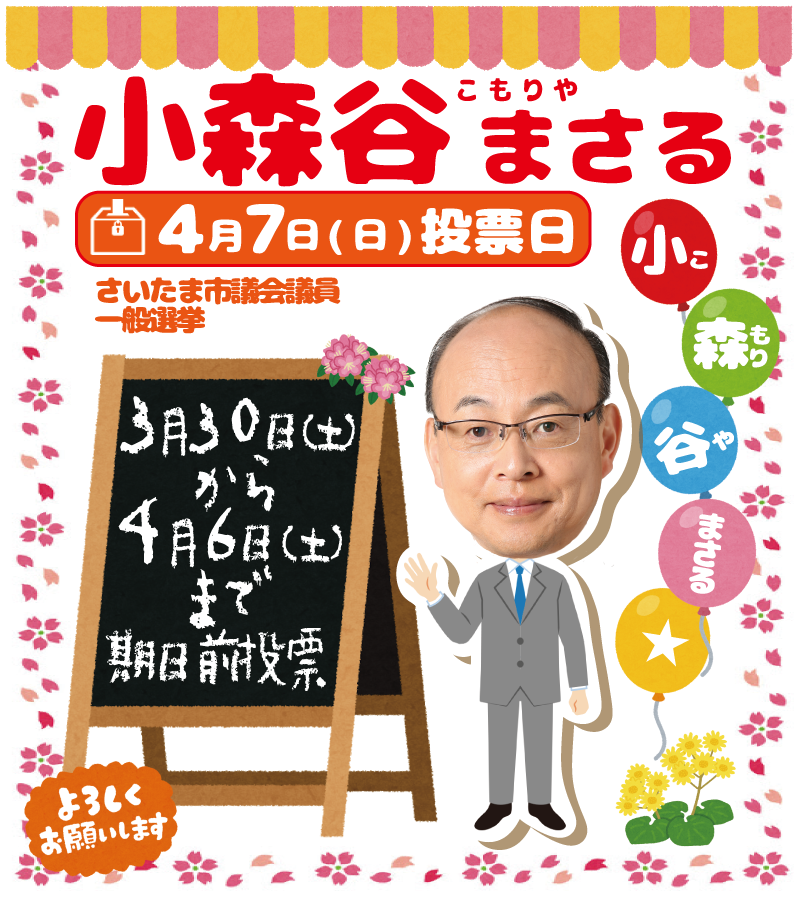 こもりや
小森谷 まさる
4月7日(日)投票日
さいたま市議会議員
一般選挙
小 こ
森 もり
谷 や
まさる
3月30日(土)
から
4月6日(土)
まで
期日前投票
よろしく
お願いします